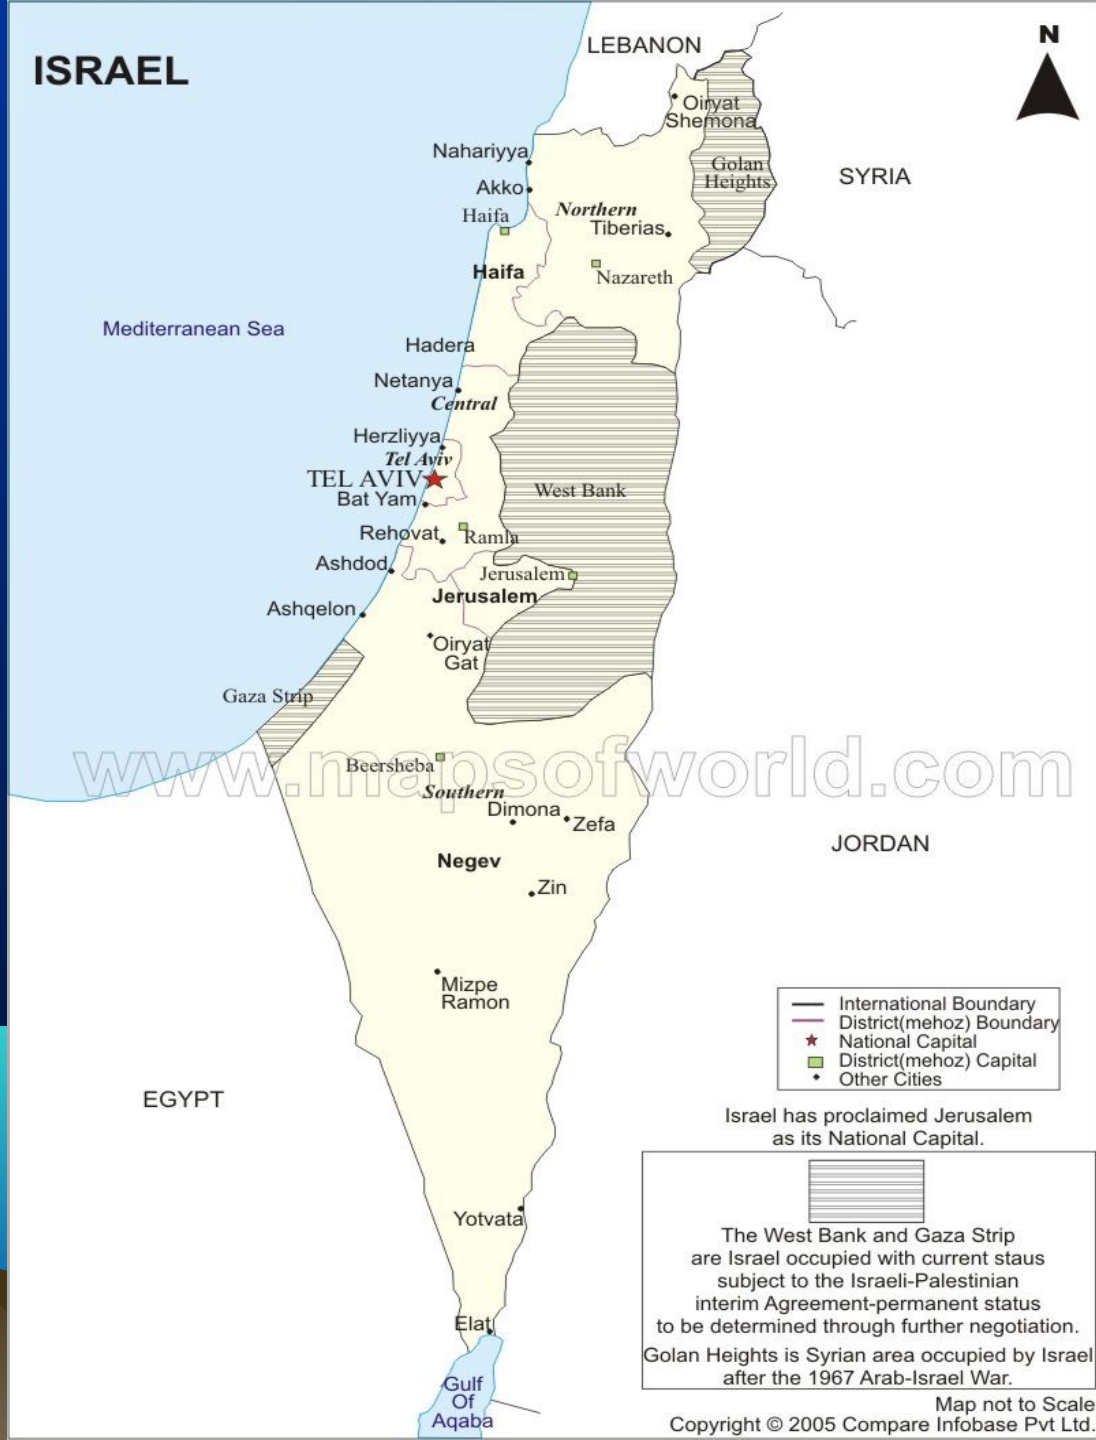 ISRAEL
LEBANON
N
Oiryat
Shemona
Nahariyya
Golan
Heights
SYRIA
Akko
Haifa
Northern
Tiberias
Haifa
Nazareth
Mediterranean Sea
Hadera
Netanya
Central
Herzliyya
Tel Aviv
TEL AVIV
West Bank
Bat Yam
Rehovat
Ramla
Ashdod
Jerusalem
Jerusalem
Ashqelon
Oiryat
Gat
Gaza Strip
www.mapsofworld.com
Beersheba
Southern
Dimona
Zefa
JORDAN
Negev
Zin
Mizpe
Ramon
International Boundary
District(mehoz) Boundary
National Capital
District(mehoz) Capital
Other Cities
EGYPT
Israel has proclaimed Jerusalem
as its National Capital.
Yotvata
The West Bank and Gaza Strip
are Israel occupied with current staus
subject to the Israeli-Palestinian
interim Agreement-permanent status
to be determined through further negotiation.
Elat
Golan Heights is Syrian area occupied by Israel
after the 1967 Arab-Israel War.
Gulf
Of
Aqaba
Map not to Scale
Copyright © 2005 Compare Infobase Pvt Ltd.